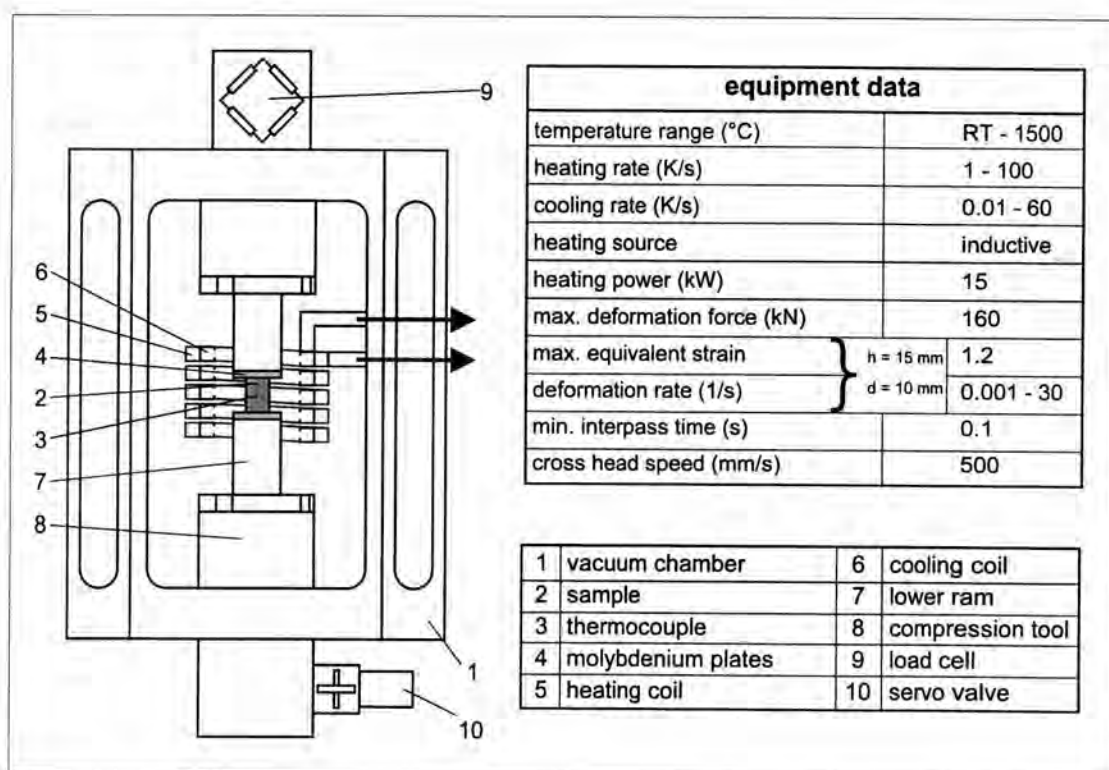 9
6
5
4
2
3
7
8
1
10
equipment data
temperature range (°C) RT - 1500
heating rate (K/s) 1 - 100
cooling rate (K/s) 0.01 - 60
heating source inductive
heating power (kW) 15
max. deformation force (kN) 160
max. equivalent strain } h = 15 mm 1.2
deformation rate (1/s) d = 10 mm 0.001 - 30
min. interpass time (s) 0.1
cross head speed (mm/s) 500
1 vacuum chamber 6 cooling coil
2 sample 7 lower ram
3 thermocouple 8 compression tool
4 molybdenium plates 9 load cell
5 heating coil 10 servo valve